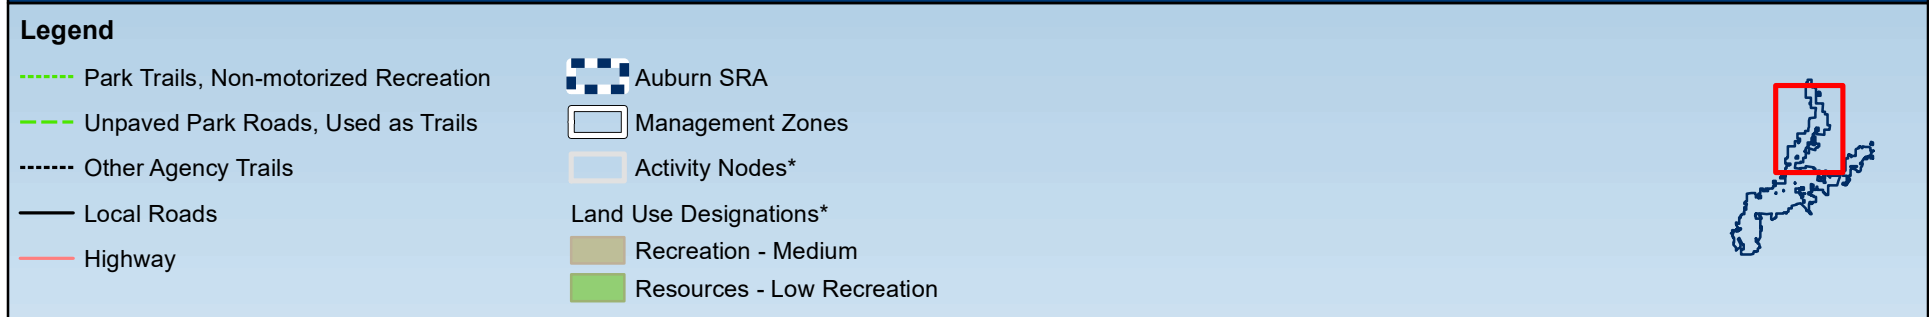 Legend
Park Trails, Non-motorized Recreation
Unpaved Park Roads, Used as Trails
Other Agency Trails
Local Roads
Highway
Auburn SRA
Management Zones
Activity Nodes*
Land Use Designations*
Recreation - Medium
Resources - Low Recreation